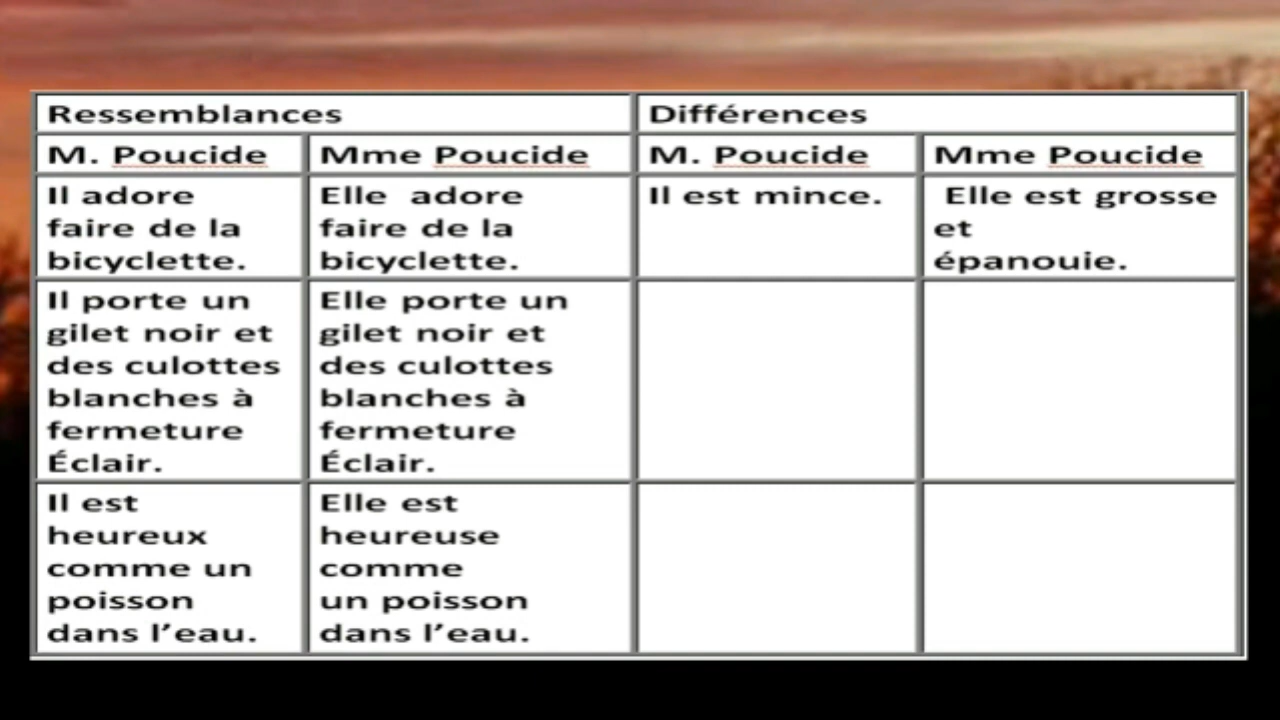 Ressemblances
Différences
M. Poucide
Mme Poucide
M. Poucide
Mme Poucide
Il adore
faire de la
bicyclette.
Elle adore
faire de la
bicyclette.
Il est mince.
Elle est grosse
et
épanouie.
Il porte un
gilet noir et
des culottes
blanches à
fermeture
Éclair.
Elle porte un
gilet noir et
des culottes
blanches à
fermeture
Éclair.
Il est
heureux
comme un
poisson
dans l’eau.
Elle est
heureuse
comme
un poisson
dans l’eau.